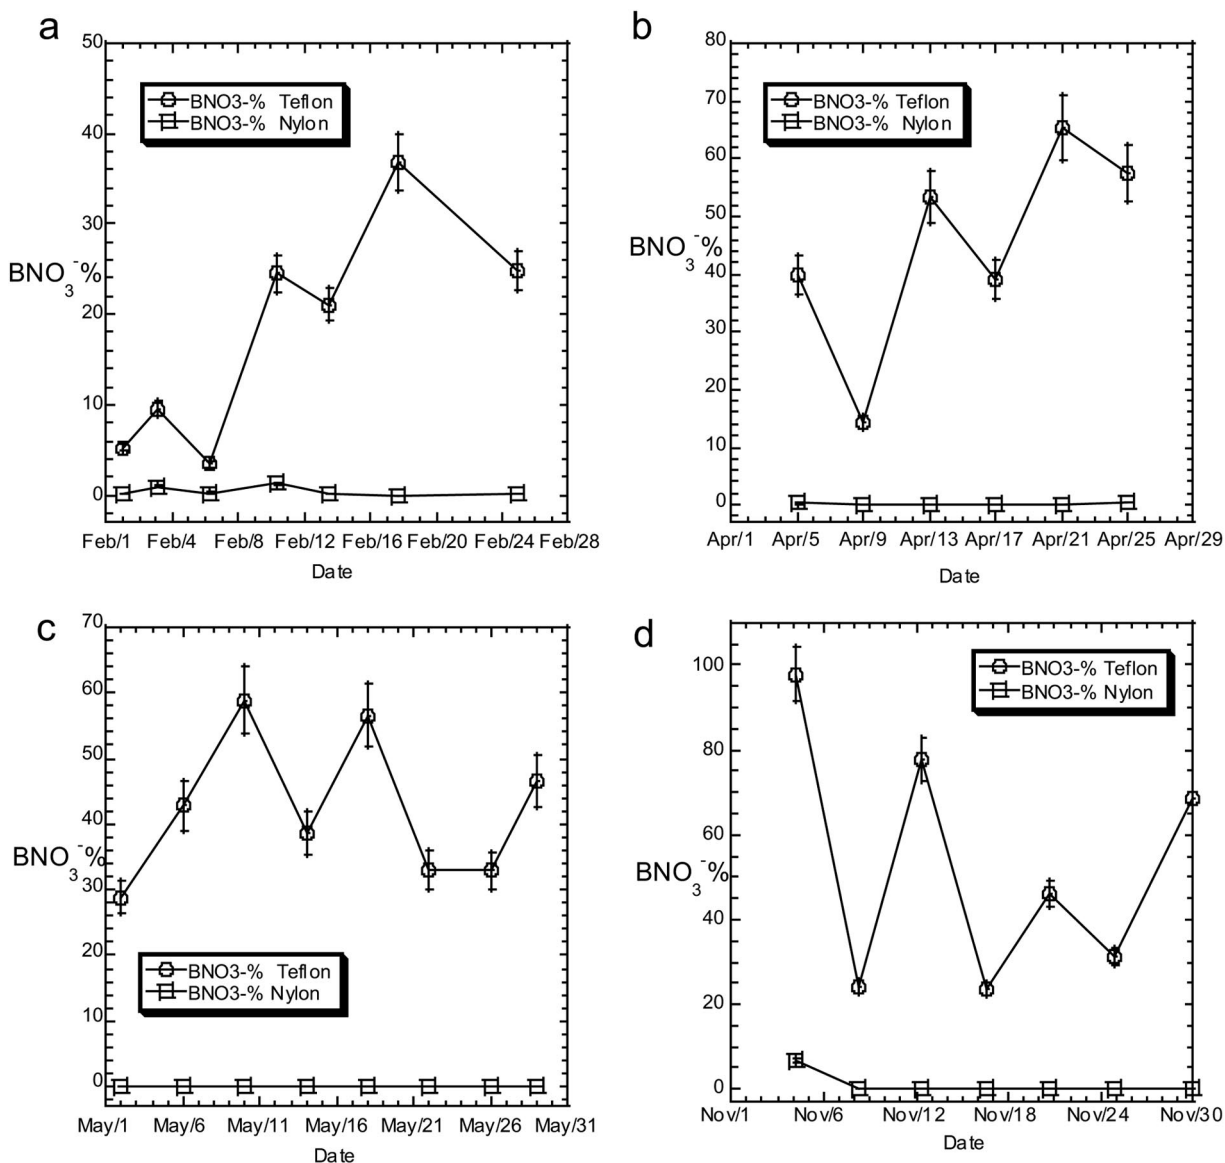 a
50
40
30
20
10
0
BNO3-% Teflon
BNO3-% Nylon
BNO3-%
Feb/1 Feb/4 Feb/8 Feb/12 Feb/16 Feb/20 Feb/24 Feb/28
Date
b
80
70
60
50
40
30
20
10
0
BNO3-% Teflon
BNO3-% Nylon
BNO3-%
Apr/1 Apr/5 Apr/9 Apr/13 Apr/17 Apr/21 Apr/25 Apr/29
Date
c
70
60
50
40
30
20
10
0
BNO3-%
BNO3-% Teflon
BNO3-% Nylon
May/1 May/6 May/11 May/16 May/21 May/26 May/31
Date
d
100
80
60
40
20
0
BNO3-% Teflon
BNO3-% Nylon
BNO3-%
Nov/1 Nov/6 Nov/12 Nov/18 Nov/24 Nov/30
Date